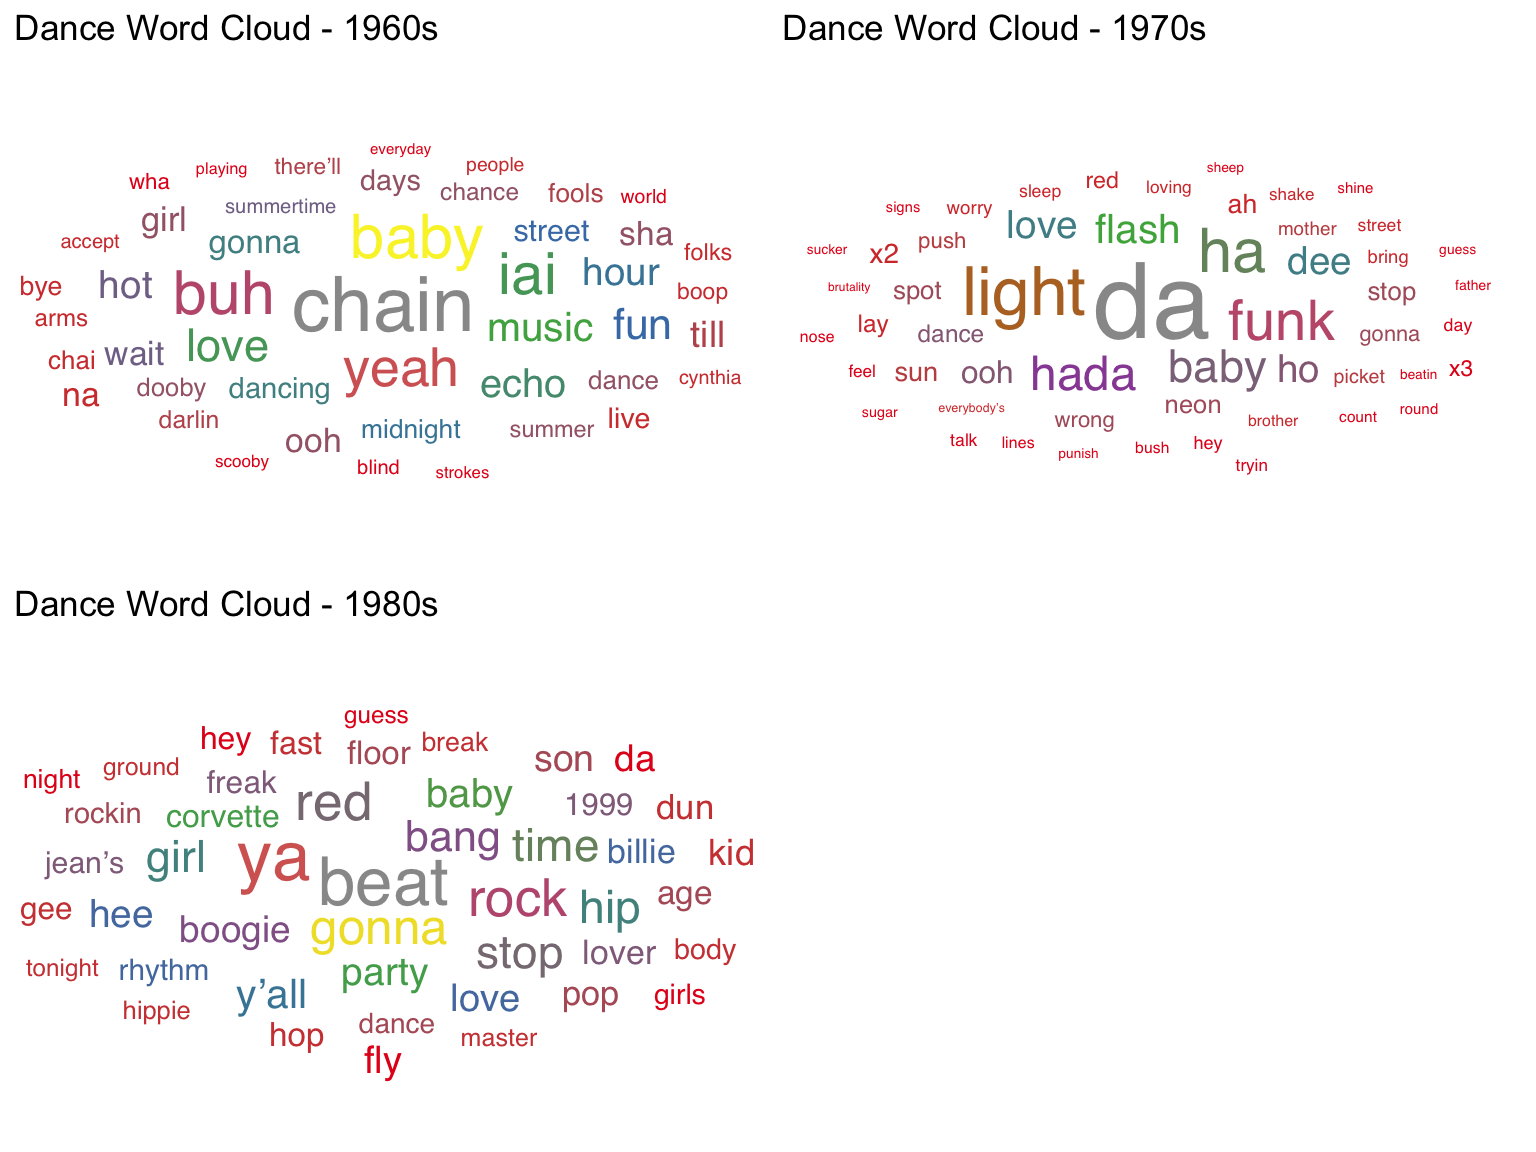 Dance Word Cloud - 1960s
everyday
playing there'll people
wha days chance fools world
girl summertime
accept gonna baby street sha folks
bye hot buh chain iai hour boop
arms music fun till
chai wait love yeah echo dance cynthia
na dooby dancing
darlin midnight summer live
ooh
scooby blind strokes
Dance Word Cloud - 1970s
sheep
sleep red loving shake shine
signs worry love flash ah mother street
sucker x2 push ha dee bring guess
brutality spot light da stop father
nose lay dance funk gonna day
feel sun ooh hada baby ho picket beatin x3
sugar everybody's wrong neon brother count round
talk lines punish bush hey
tryin
Dance Word Cloud - 1980s
guess
hey fast floor break son da
night ground freak
rockin corvette red baby 1999 dun
jean's girl ya bang time billie kid
beat rock hip age
gee hee boogie gonna
stop lover body
tonight rhythm party
hippie y'all love pop girls
hop dance master
fly